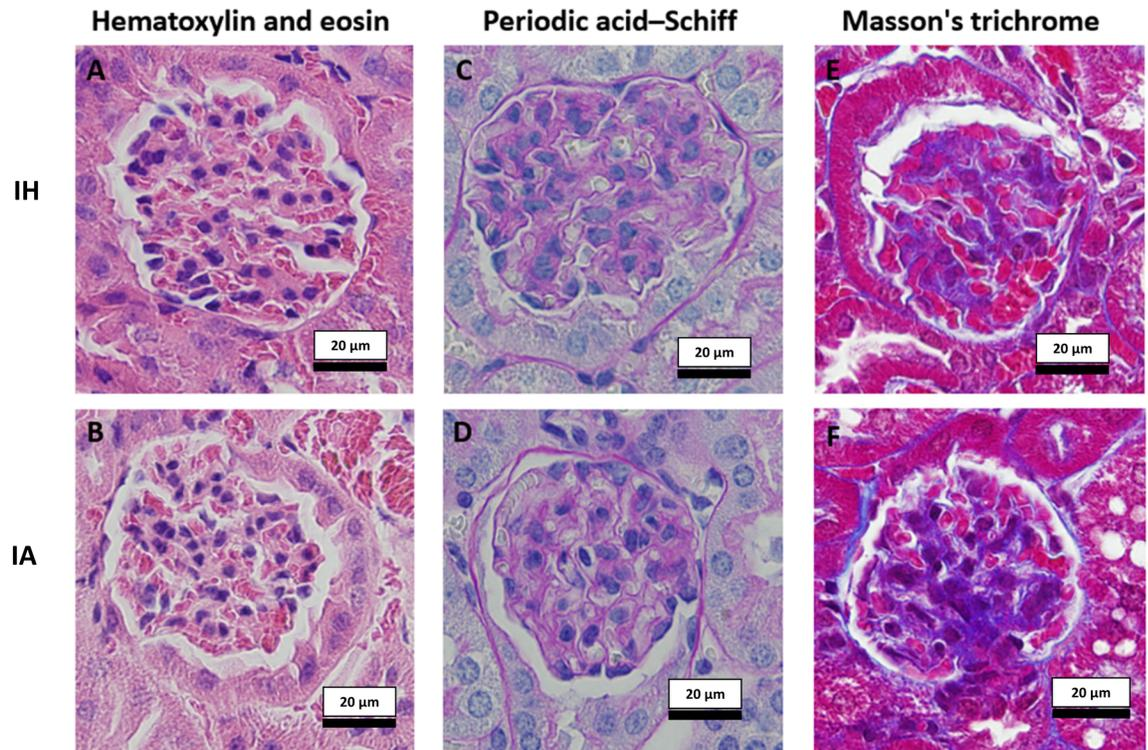 Hematoxylin and eosin
Periodic acid–Schiff
Masson's trichrome
IH
A
20 µm
C
20 µm
E
20 µm
IA
B
20 µm
D
20 µm
F
20 µm